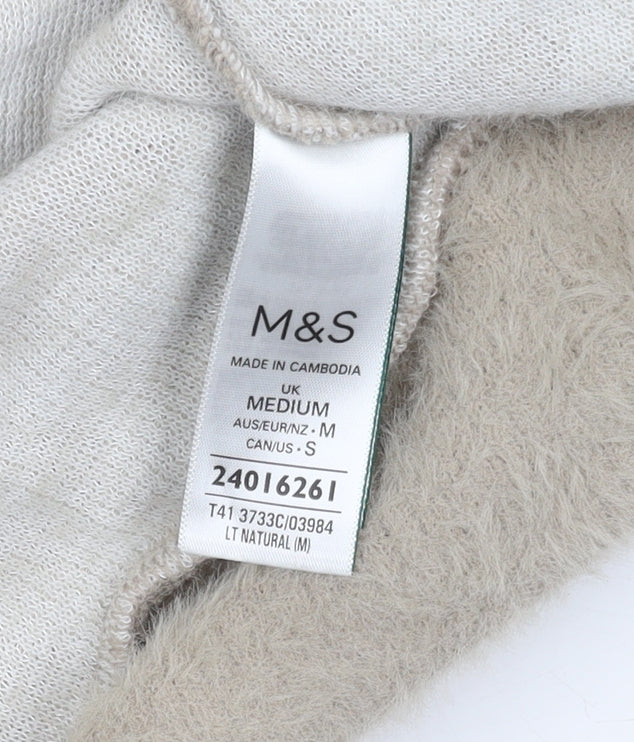 M&S
MADE IN CAMBODIA
UK
MEDIUM
AUS/EUR/NZ • M
CAN/US • S
24016261
T41 3733C/03984
LT NATURAL (M)